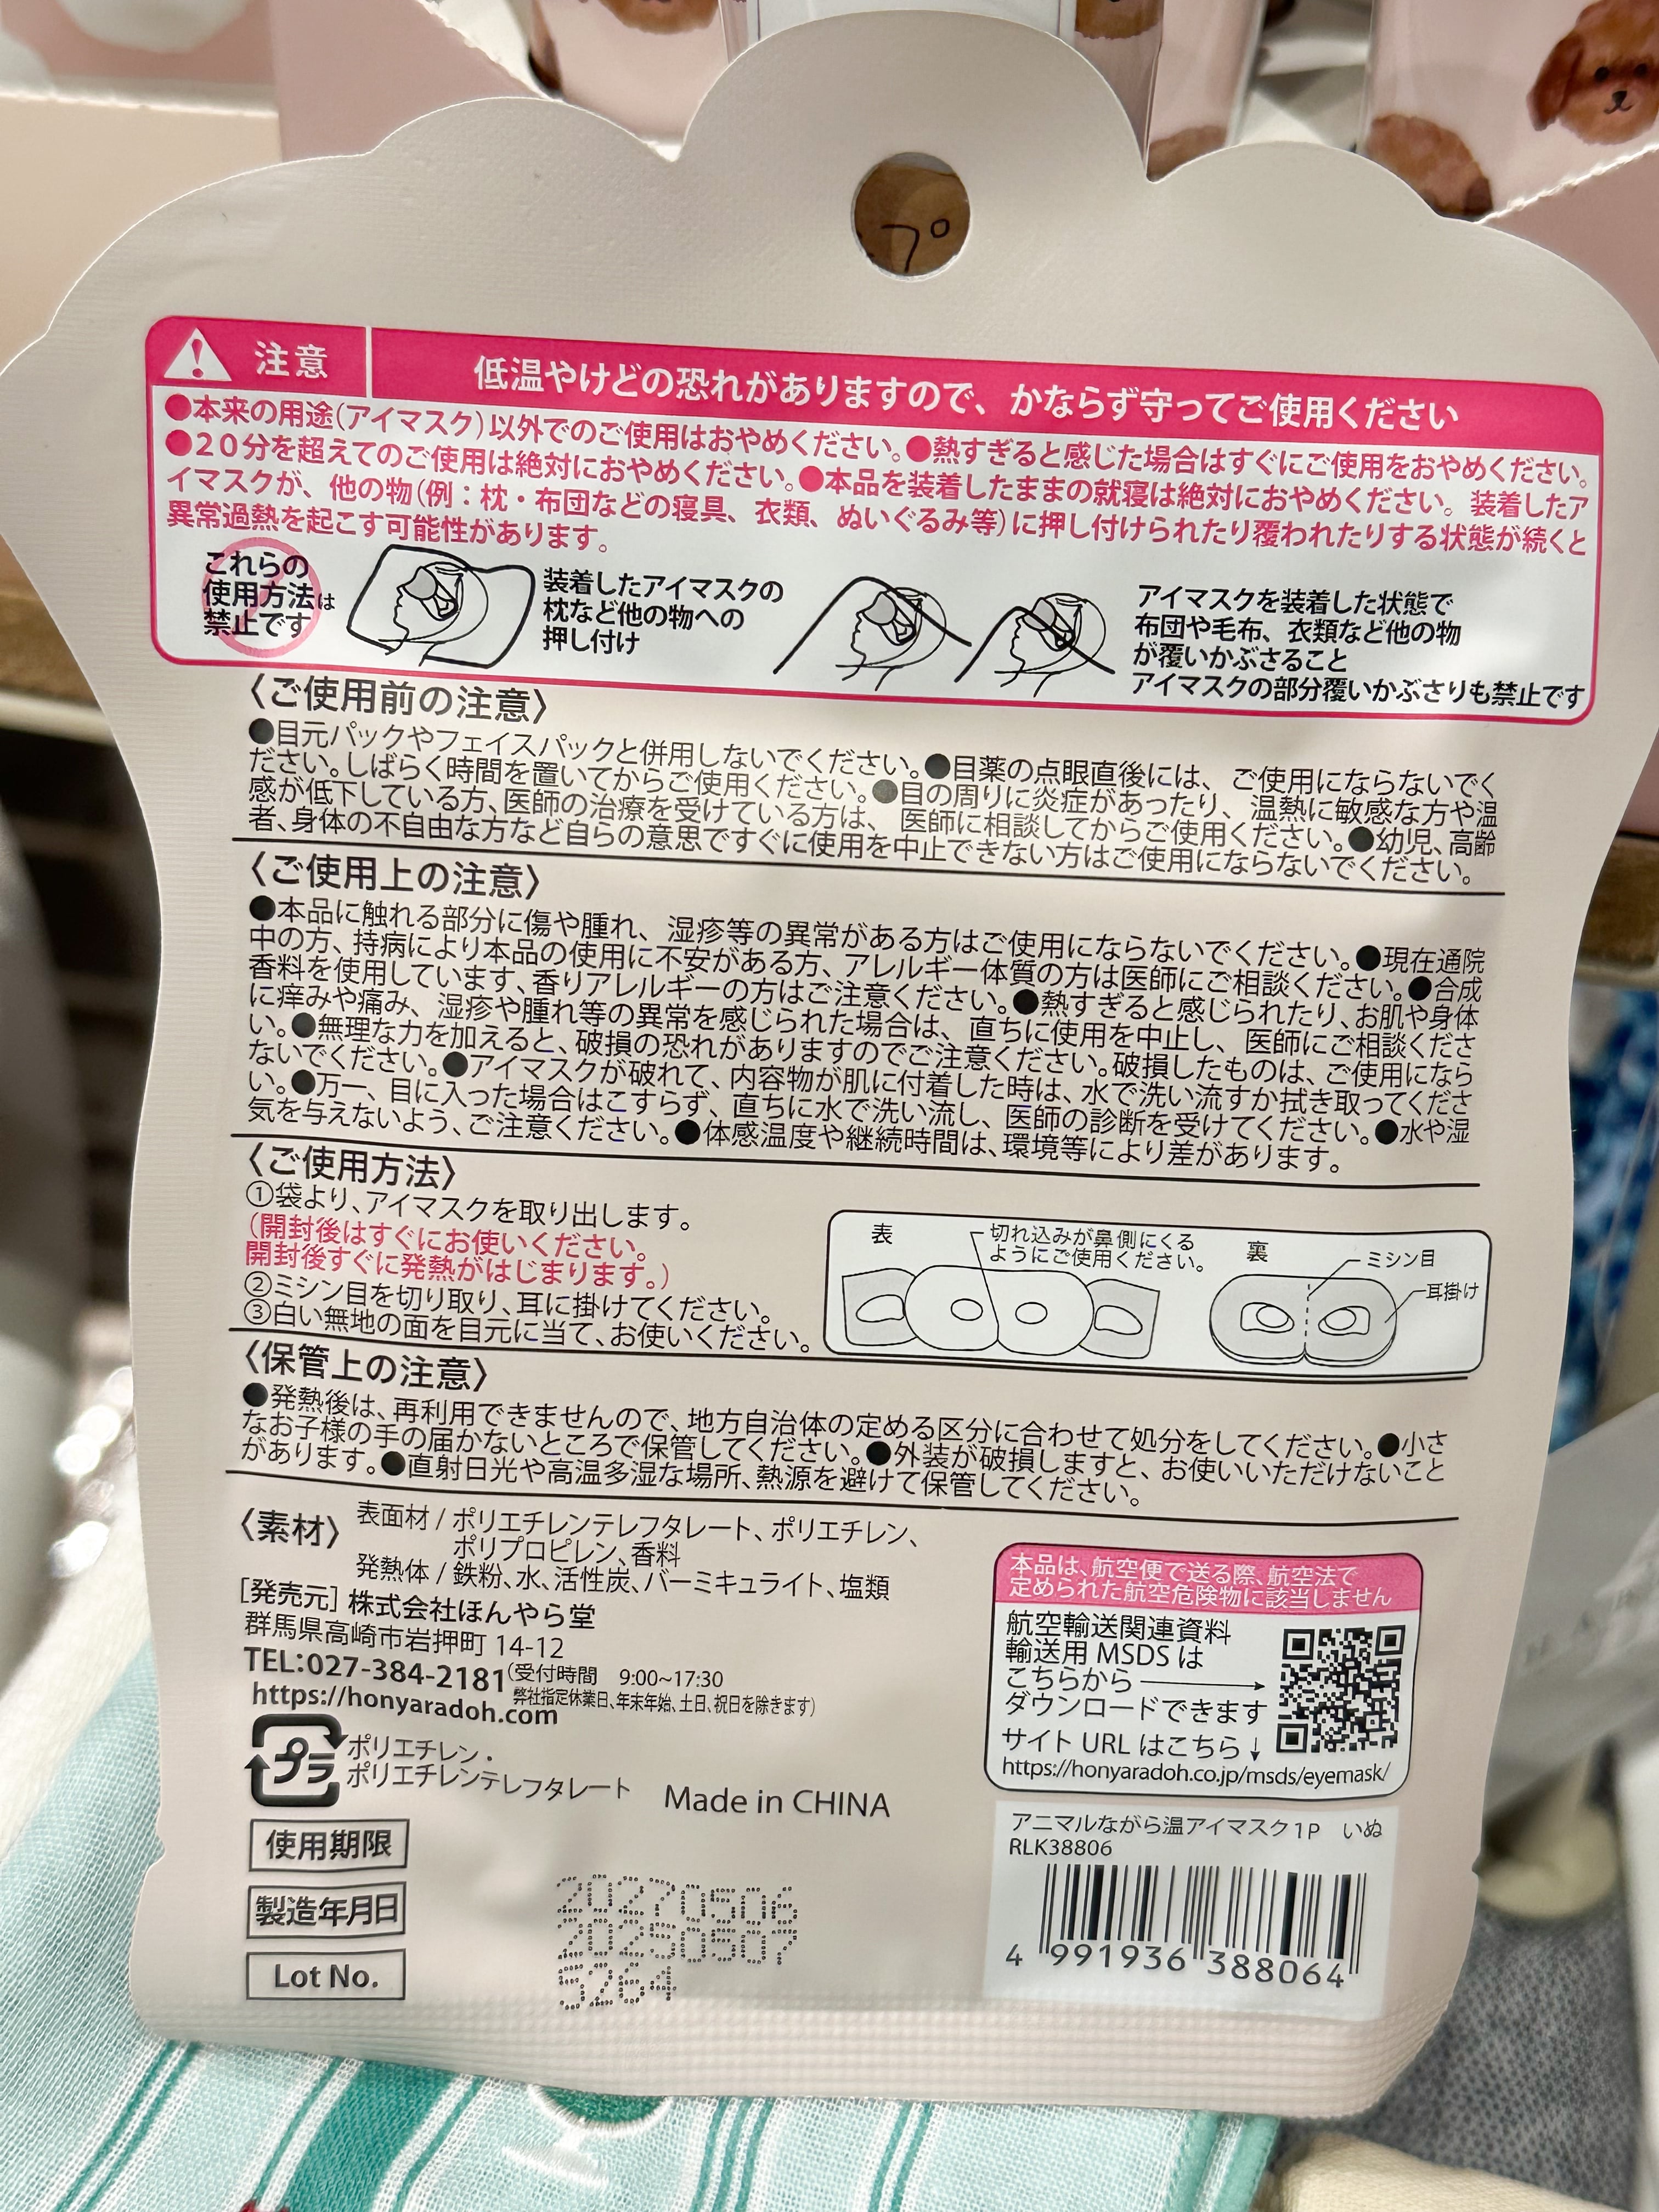 プ
注意
低温やけどの恐れがありますので、かならず守ってご使用ください
●本来の用途(アイマスク)以外でのご使用はおやめください。●熱すぎると感じた場合はすぐにご使用をおやめください。
●20分を超えてのご使用は絶対におやめください。●本品を装着したままの就寝は絶対におやめください。装着したア
イマスクが、他の物(例：枕・布団などの寝具、衣類、ぬいぐるみ等)に押し付けられたり覆われたりする状態が続くと
異常過熱を起こす可能性があります。
これらの
使用方法は
禁止です
装着したアイマスクの
枕など他の物への
押し付け
アイマスクを装着した状態で
布団や毛布、衣類など他の物
が覆いかぶさること
アイマスクの部分覆いかぶさりも禁止です
〈ご使用前の注意〉
●目元パックやフェイスパックと併用しないでください。●目薬の点眼直後には、ご使用にならないでく
ださい。しばらく時間を置いてからご使用ください。●目の周りに炎症があったり、温熱に敏感な方や温
感が低下している方、医師の治療を受けている方は、医師に相談してからご使用ください。●幼児、高齢
者、身体の不自由な方など自らの意思ですぐに使用を中止できない方はご使用にならないでください。
〈ご使用上の注意〉
●本品に触れる部分に傷や腫れ、湿疹等の異常がある方はご使用にならないでください。●現在通院
中の方、持病により本品の使用に不安がある方、アレルギー体質の方は医師にご相談ください。●合成
香料を使用しています、香りアレルギーの方はご注意ください。●熱すぎると感じられたり、お肌や身体
に痒みや痛み、湿疹や腫れ等の異常を感じられた場合は、直ちに使用を中止し、医師にご相談くださ
い。●無理な力を加えると、破損の恐れがありますのでご注意ください。破損したものは、ご使用になら
ないでください。●アイマスクが破れて、内容物が肌に付着した時は、水で洗い流すか拭き取ってくださ
い。●万一、目に入った場合はこすらず、直ちに水で洗い流し、医師の診断を受けてください。●水や湿
気を与えないよう、ご注意ください。●体感温度や継続時間は、環境等により差があります。
〈ご使用方法〉
①袋より、アイマスクを取り出します。
(開封後はすぐにお使いください。
開封後すぐに発熱がはじまります。)
②ミシン目を切り取り、耳に掛けてください。
③白い無地の面を目元に当て、お使いください。
表
切れ込みが鼻側にくる
ようにご使用ください。
裏
ミシン目
耳掛け
〈保管上の注意〉
●発熱後は、再利用できませんので、地方自治体の定める区分に合わせて処分をしてください。●小さ
なお子様の手の届かないところで保管してください。●外装が破損しますと、お使いいただけないこと
があります。●直射日光や高温多湿な場所、熱源を避けて保管してください。
〈素材〉
表面材 / ポリエチレンテレフタレート、ポリエチレン、
ポリプロピレン、香料
発熱体 / 鉄粉、水、活性炭、バーミキュライト、塩類
[発売元] 株式会社ほんやら堂
群馬県高崎市岩押町 14-12
TEL:027-384-2181(受付時間 9:00~17:30
弊社指定休業日、年末年始、土日、祝日を除きます)
https://honyaradoh.com
プラ
ポリエチレン・
ポリエチレンテレフタレート
Made in CHINA
本品は、航空便で送る際、航空法で
定められた航空危険物に該当しません
航空輸送関連資料
輸送用 MSDS は
こちらから
ダウンロードできます
サイト URL はこちら↓
https://honyaradoh.co.jp/msds/eyemask/
アニマルながら温アイマスク1P いぬ
RLK38806
4 991936 388064
使用期限
20270506
製造年月日
20250507
Lot No.
5264